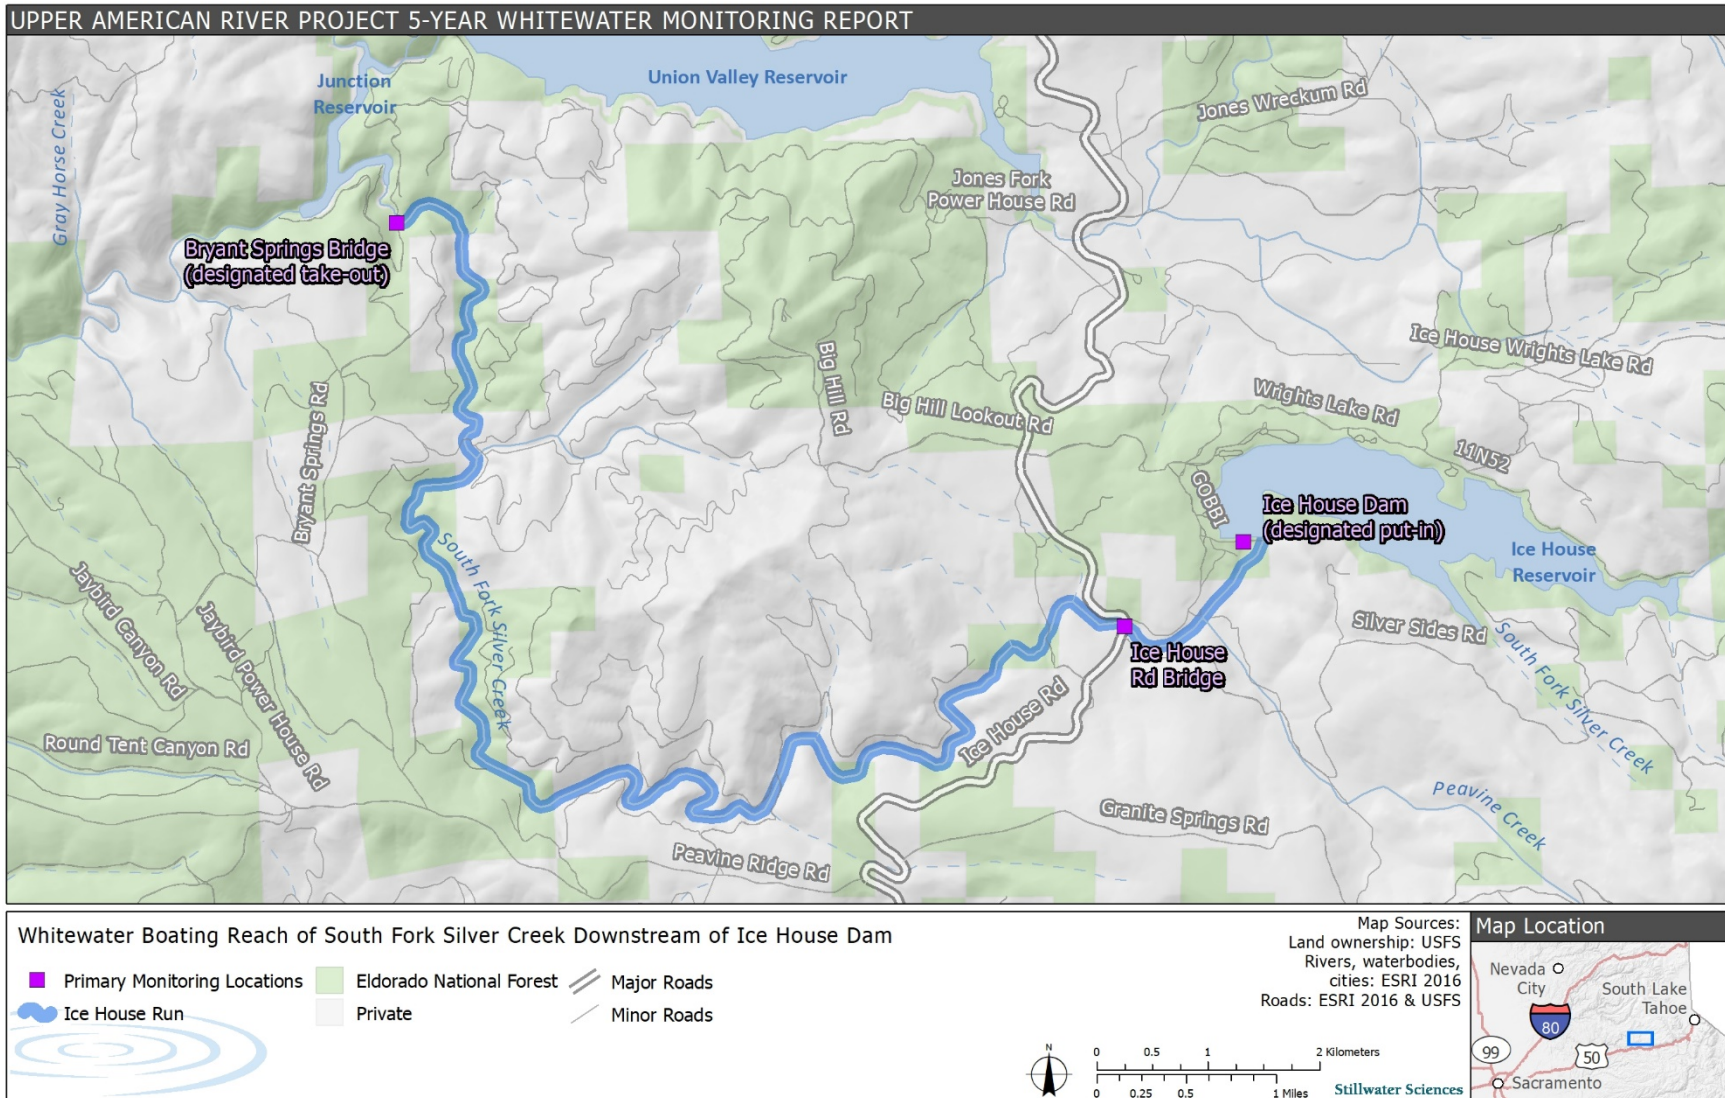 UPPER AMERICAN RIVER PROJECT 5-YEAR WHITEWATER MONITORING REPORT
Junction
Reservoir
Union Valley Reservoir
Jones Wreckum Rd
Gray Horse Creek
Jones Fork
Power House Rd
Bryant Springs Bridge
(designated take-out)
Ice House Wrights Lake Rd
Big Hill Rd
Wrights Lake Rd
Big Hill Lookout Rd
Bryant Springs Rd
11N52
GOBBI
Ice House Dam
(designated put-in)
Ice House
Reservoir
South Fork Silver Creek
Jaybird Canyon Rd
Jaybird Power House Rd
Silver Sides Rd
South Fork Silver Creek
Ice House
Rd Bridge
Ice House Rd
Round Tent Canyon Rd
Peavine Creek
Granite Springs Rd
Peavine Ridge Rd
Whitewater Boating Reach of South Fork Silver Creek Downstream of Ice House Dam
Primary Monitoring Locations
Eldorado National Forest
Major Roads
Ice House Run
Private
Minor Roads
Map Sources:
Land ownership: USFS
Rivers, waterbodies,
cities: ESRI 2016
Roads: ESRI 2016 & USFS
N
0 0.5 1 2 Kilometers
0 0.25 0.5 1 Miles
Stillwater Sciences
Map Location
Nevada
City
South Lake
Tahoe
80
99
50
Sacramento